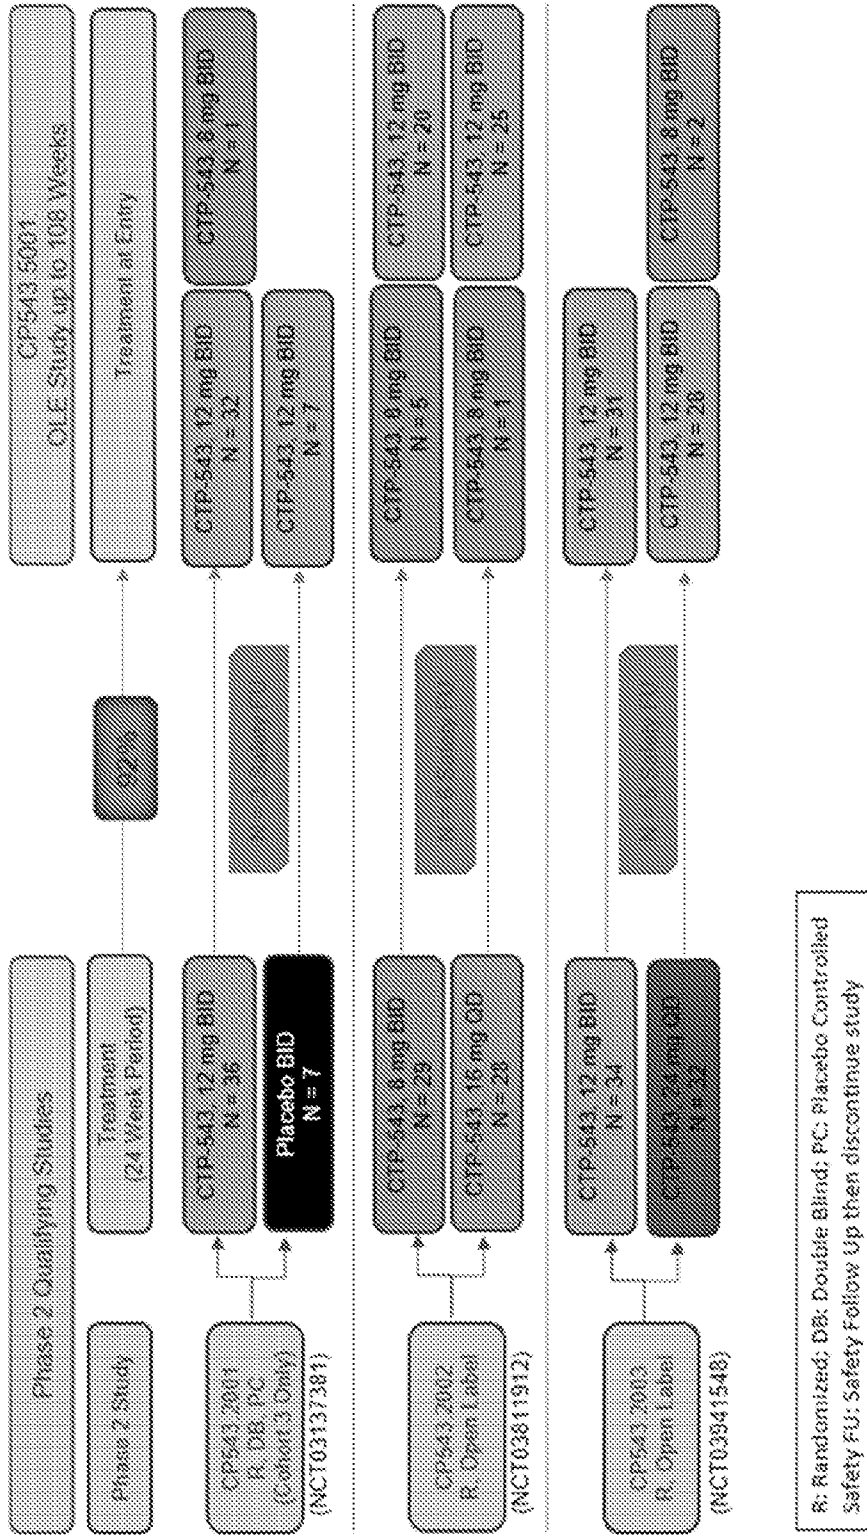 Phase 2 Qualifying Studies
CP543.5001
OLE Study up to 108 Weeks
Phase 2 Study
Treatment
(24 Week Period)
92%
Treatment at Entry
CP543.2001
R, DB, PC
(Cohort 3 Only)
(NCT03137381)
CTP-543, 12 mg BID
N = 36
Placebo BID
N = 7
CTP-543, 12 mg BID
N = 32
CTP-543, 8 mg BID
N = 1
CTP-543, 12 mg BID
N = 7
CP543.2002
R, Open Label
(NCT03811912)
CTP-543, 8 mg BID
N = 29
CTP-543, 16 mg QD
N = 28
CTP-543, 8 mg BID
N =
CTP-543, 12 mg BID
N = 20
CTP-543, 8 mg BID
N = 1
CTP-543, 12 mg BID
N = 25
CP543.2003
R, Open Label
(NCT03941548)
CTP-543, 12 mg BID
N = 34
CTP-543, 24 mg QD
N = 32
CTP-543, 12 mg BID
N = 31
CTP-543, 12 mg BID
N = 28
CTP-543, 8 mg BID
N = 2
R: Randomized; DB: Double Blind; PC: Placebo Controlled
Safety FU: Safety Follow Up then discontinue study